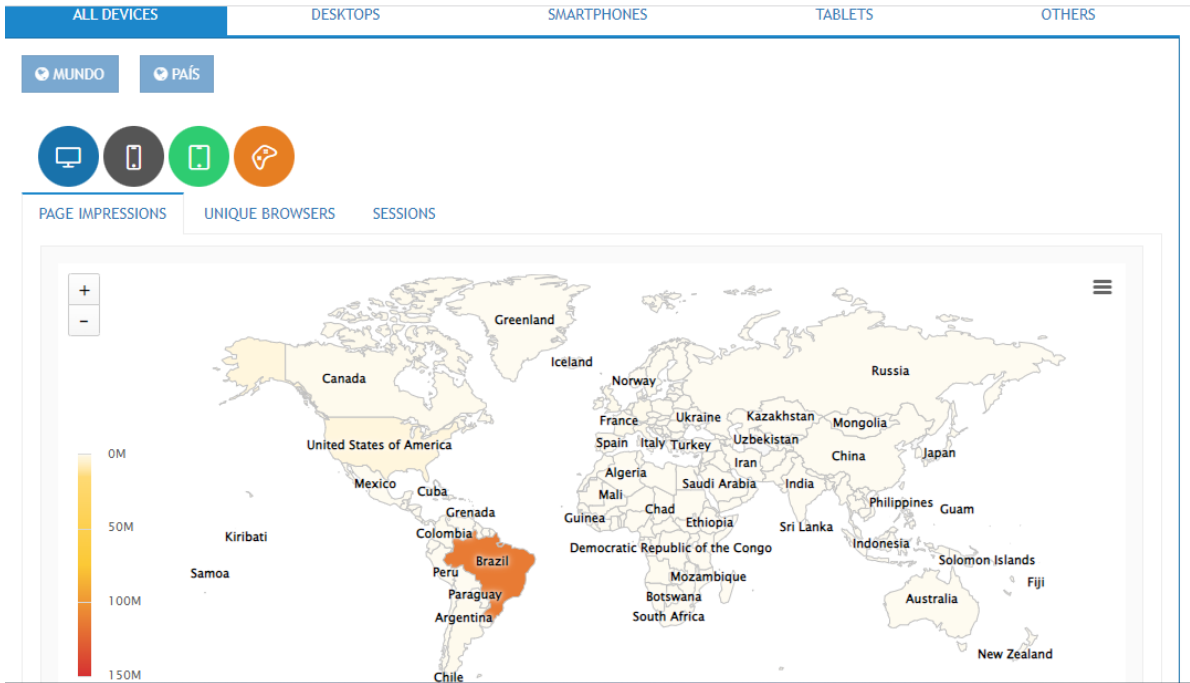 ALL DEVICES DESKTOPS SMARTPHONES TABLETS OTHERS
MUNDO PAÍS
PAGE IMPRESSIONS UNIQUE BROWSERS SESSIONS
+
-
Greenland
Iceland
Russia
Canada Norway
France Ukraine Kazakhstan Mongolia
United States of America Spain Italy Turkey Uzbekistan
0M China Japan
Iran
Algeria
Mexico Cuba Mali Saudi Arabia India
Grenada Guinea Chad Ethiopia Philippines Guam
50M Kiribati Colombia Sri Lanka
Democratic Republic of the Congo Indonesia
Brazil Solomon Islands
Samoa Peru Mozambique Fiji
100M Paraguay Botswana Australia
Argentina South Africa
New Zealand
150M Chile